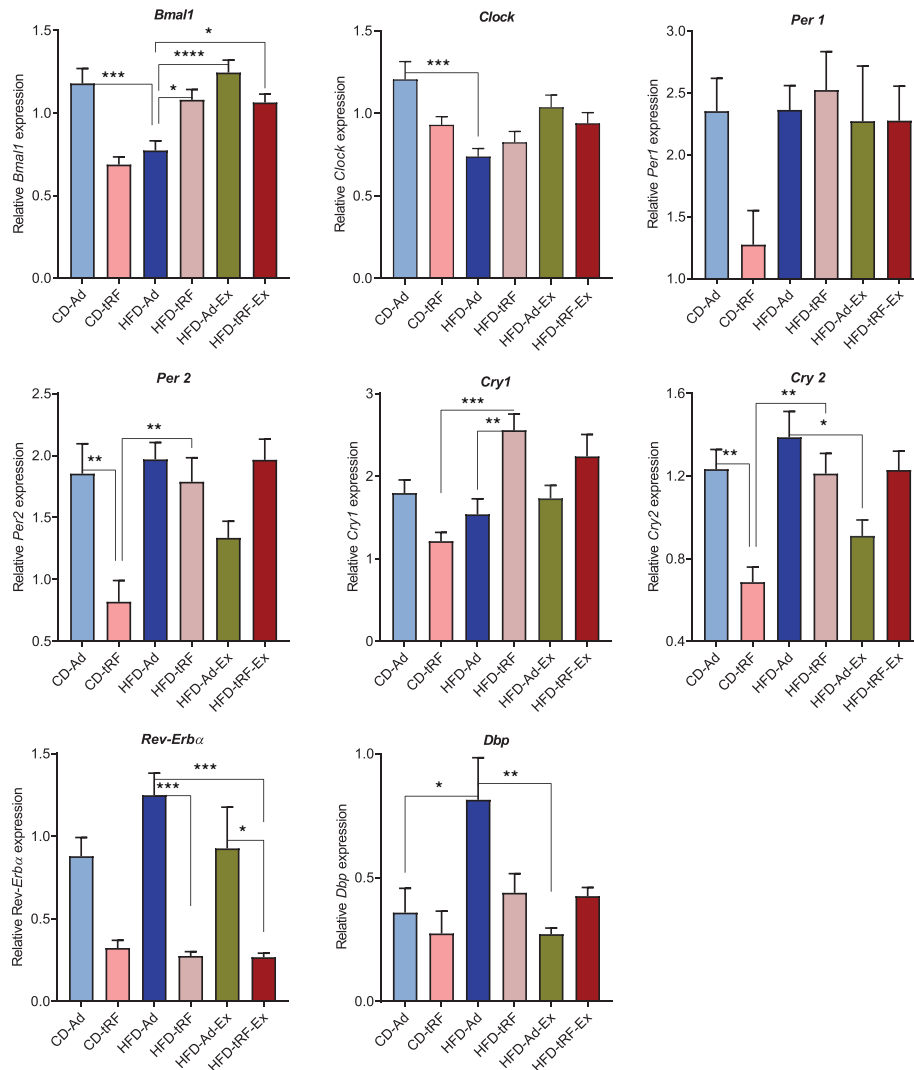 Bmal1
Clock
Per 1
Relative Bmal1 expression
1.5
1.0
0.5
0.0
***
*
****
*
CD-Ad
CD-tRF
HFD-Ad
HFD-tRF
HFD-Ad-Ex
HFD-tRF-Ex
Relative Clock expression
1.5
1.0
0.5
0.0
***
CD-Ad
CD-tRF
HFD-Ad
HFD-tRF
HFD-Ad-Ex
HFD-tRF-Ex
Relative Per1 expression
3.0
2.5
2.0
1.5
1.0
CD-Ad
CD-tRF
HFD-Ad
HFD-tRF
HFD-Ad-Ex
HFD-tRF-Ex
Per 2
Cry1
Cry 2
Relative Per2 expression
2.5
2.0
1.5
1.0
0.5
**
**
CD-Ad
CD-tRF
HFD-Ad
HFD-tRF
HFD-Ad-Ex
HFD-tRF-Ex
Relative Cry1 expression
3
2
1
0
***
**
CD-Ad
CD-tRF
HFD-Ad
HFD-tRF
HFD-Ad-Ex
HFD-tRF-Ex
Relative Cry2 expression
1.6
1.2
0.8
0.4
**
**
*
CD-Ad
CD-tRF
HFD-Ad
HFD-tRF
HFD-Ad-Ex
HFD-tRF-Ex
Rev-Erbα
Dbp
Relative Rev-Erbα expression
1.5
1.0
0.5
0.0
***
***
*
CD-Ad
CD-tRF
HFD-Ad
HFD-tRF
HFD-Ad-Ex
HFD-tRF-Ex
Relative Dbp expression
1.0
0.5
0.0
*
**
CD-Ad
CD-tRF
HFD-Ad
HFD-tRF
HFD-Ad-Ex
HFD-tRF-Ex